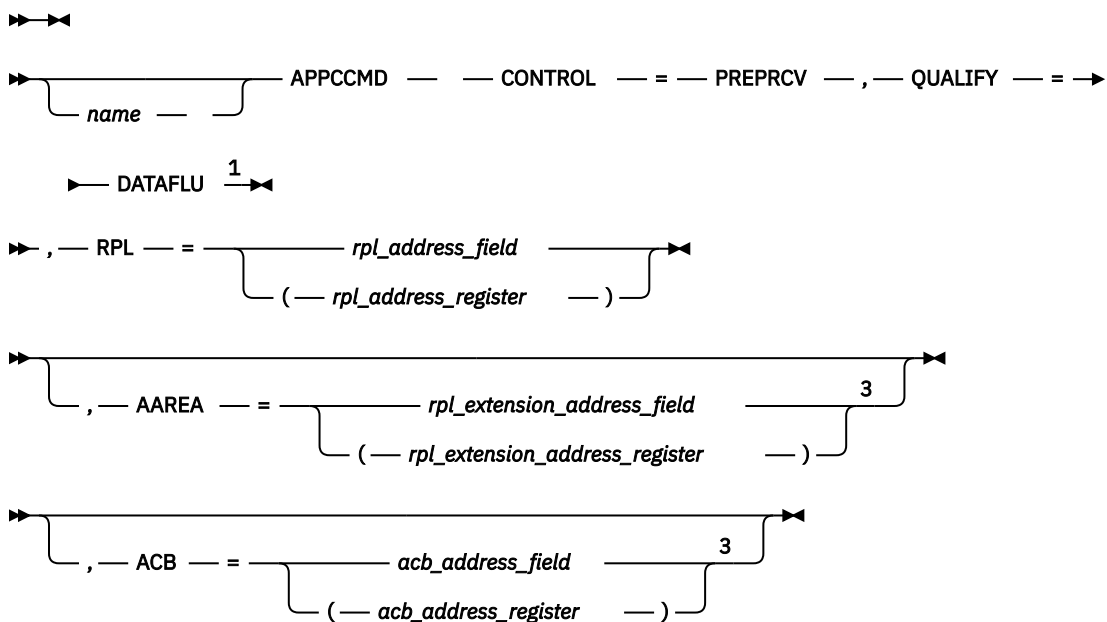 APPCCMD CONTROL = PREPRCV , QUALIFY =
name
DATAFLU 1
, RPL = rpl_address_field
( rpl_address_register )
, AAREA = rpl_extension_address_field 3
( rpl_extension_address_register )
, ACB = acb_address_field 3
( acb_address_register )